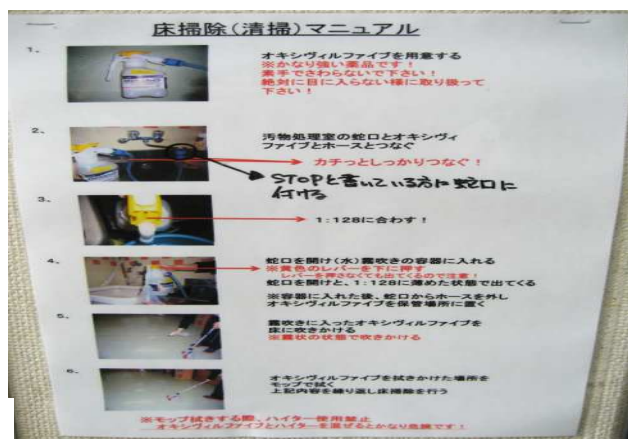 床掃除(清掃)マニュアル
1.
オキシヴィルファイブを用意する
※かなり強い薬品です!
素手でさわらないで下さい!
絶対に目に入らない様に取り扱って
下さい!
2.
汚物処理室の蛇口とオキシヴィ
ファイブとホースとつなぐ
カチっとしっかりつなぐ!
STOPと書いている方に蛇口に
付ける
3.
1:128に合わす!
4.
蛇口を開け(水)霧吹きの容器に入れる
※黄色のレバーを下に押す
レバーを押さなくても出てくるので注意!
蛇口を開けると、1:128に薄めた状態で出てくる
※容器に入れた後、蛇口からホースを外し
オキシヴィルファイブを保管場所に置く
5.
霧吹きに入ったオキシヴィルファイブを
床に吹きかける
※霧状の状態で吹きかける
6.
オキシヴィルファイブを拭きかけた場所を
モップで拭く
上記内容を繰り返し床掃除を行う
※モップ拭きする際、ハイター使用禁止
オキシヴィルファイブとハイターを混ぜるとかなり危険です!